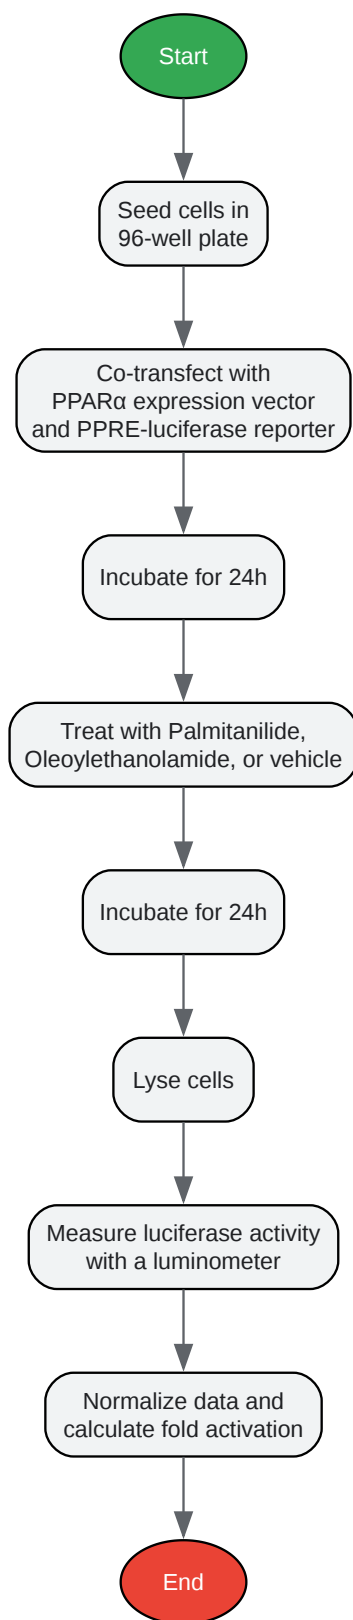 Start
Seed cells in
96-well plate
Co-transfect with
PPARα expression vector
and PPRE-luciferase reporter
Incubate for 24h
Treat with Palmitanilide,
Oleoylethanolamide, or vehicle
Incubate for 24h
Lyse cells
Measure luciferase activity
with a luminometer
Normalize data and
calculate fold activation
End